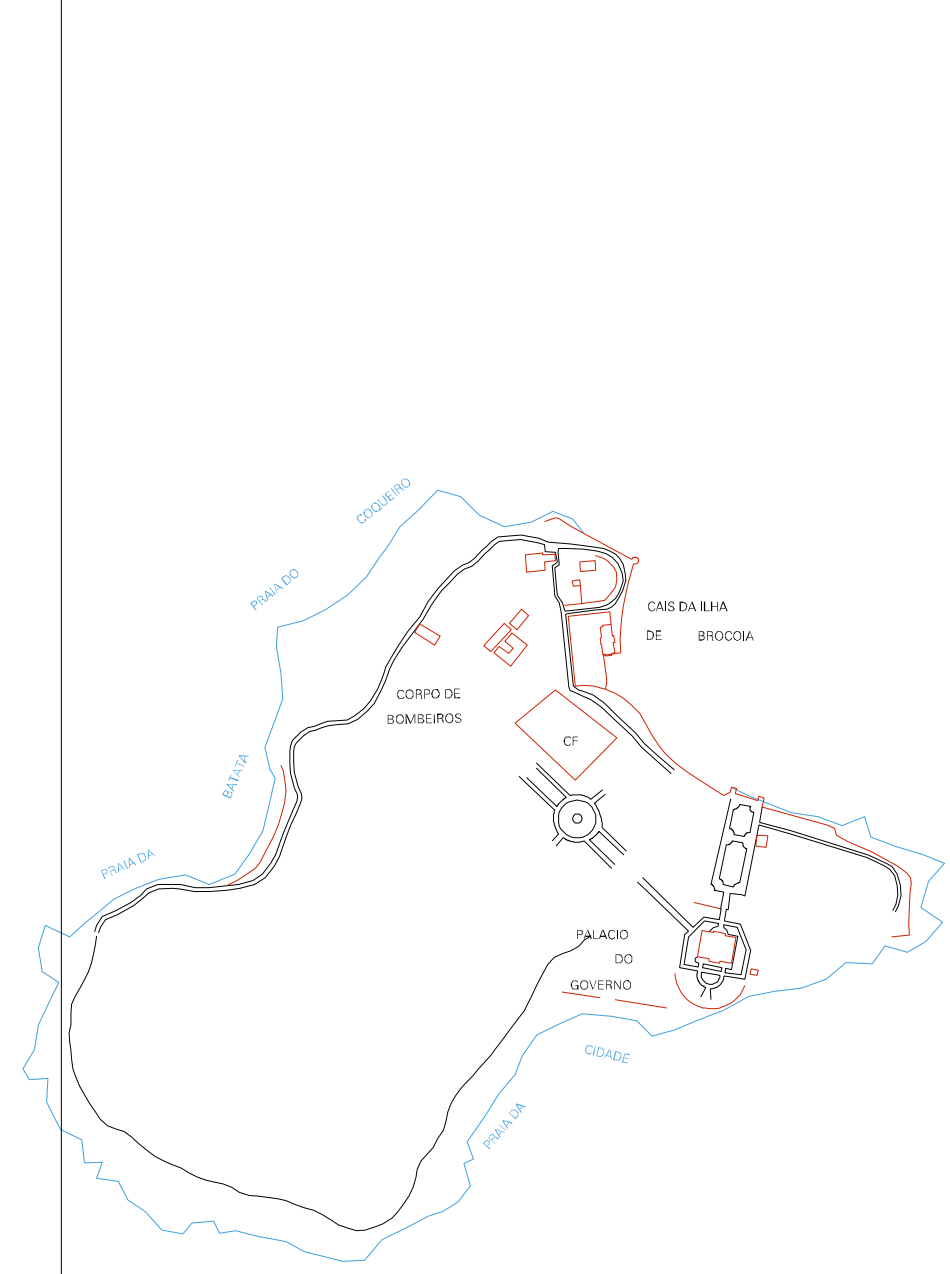 COQUEIRO
PRAIA DO
CAIS DA ILHA
DE BROCOIA
CORPO DE
BOMBEIROS
CF
BATATA
PRAIA DA
PALACIO
DO
GOVERNO
CIDADE
PRAIA DA